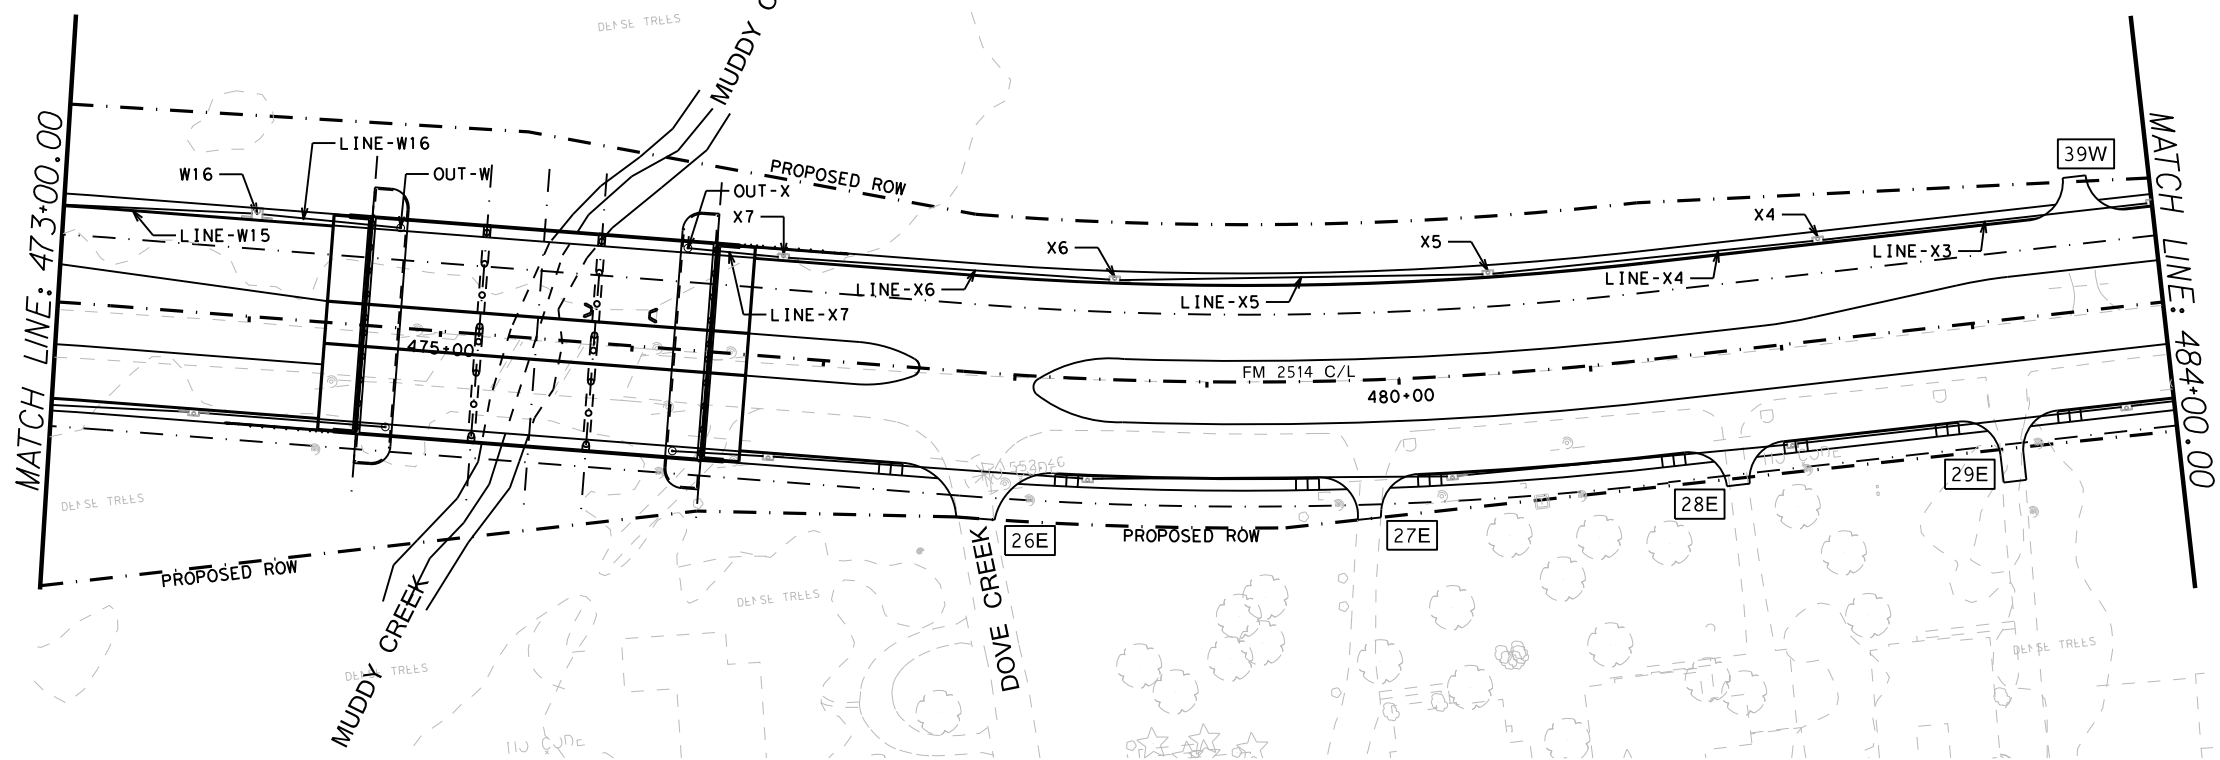 DENSE TREES
MUDDY C
MATCH LINE: 473+00.00
MATCH LINE: 484+00.00
LINE-W16
W16
OUT-W
LINE-W15
PROPOSED ROW
OUT-X
X7
X6
X5
X4
39W
LINE-X3
LINE-X4
LINE-X5
LINE-X6
LINE-X7
475+00
FM 2514 C/L
480+00
DENSE TREES
PROPOSED ROW
MUDDY CREEK
DOVE CREEK
26E
PROPOSED ROW
27E
28E
29E
DENSE TREES
DENSE TREES
DENSE TREES